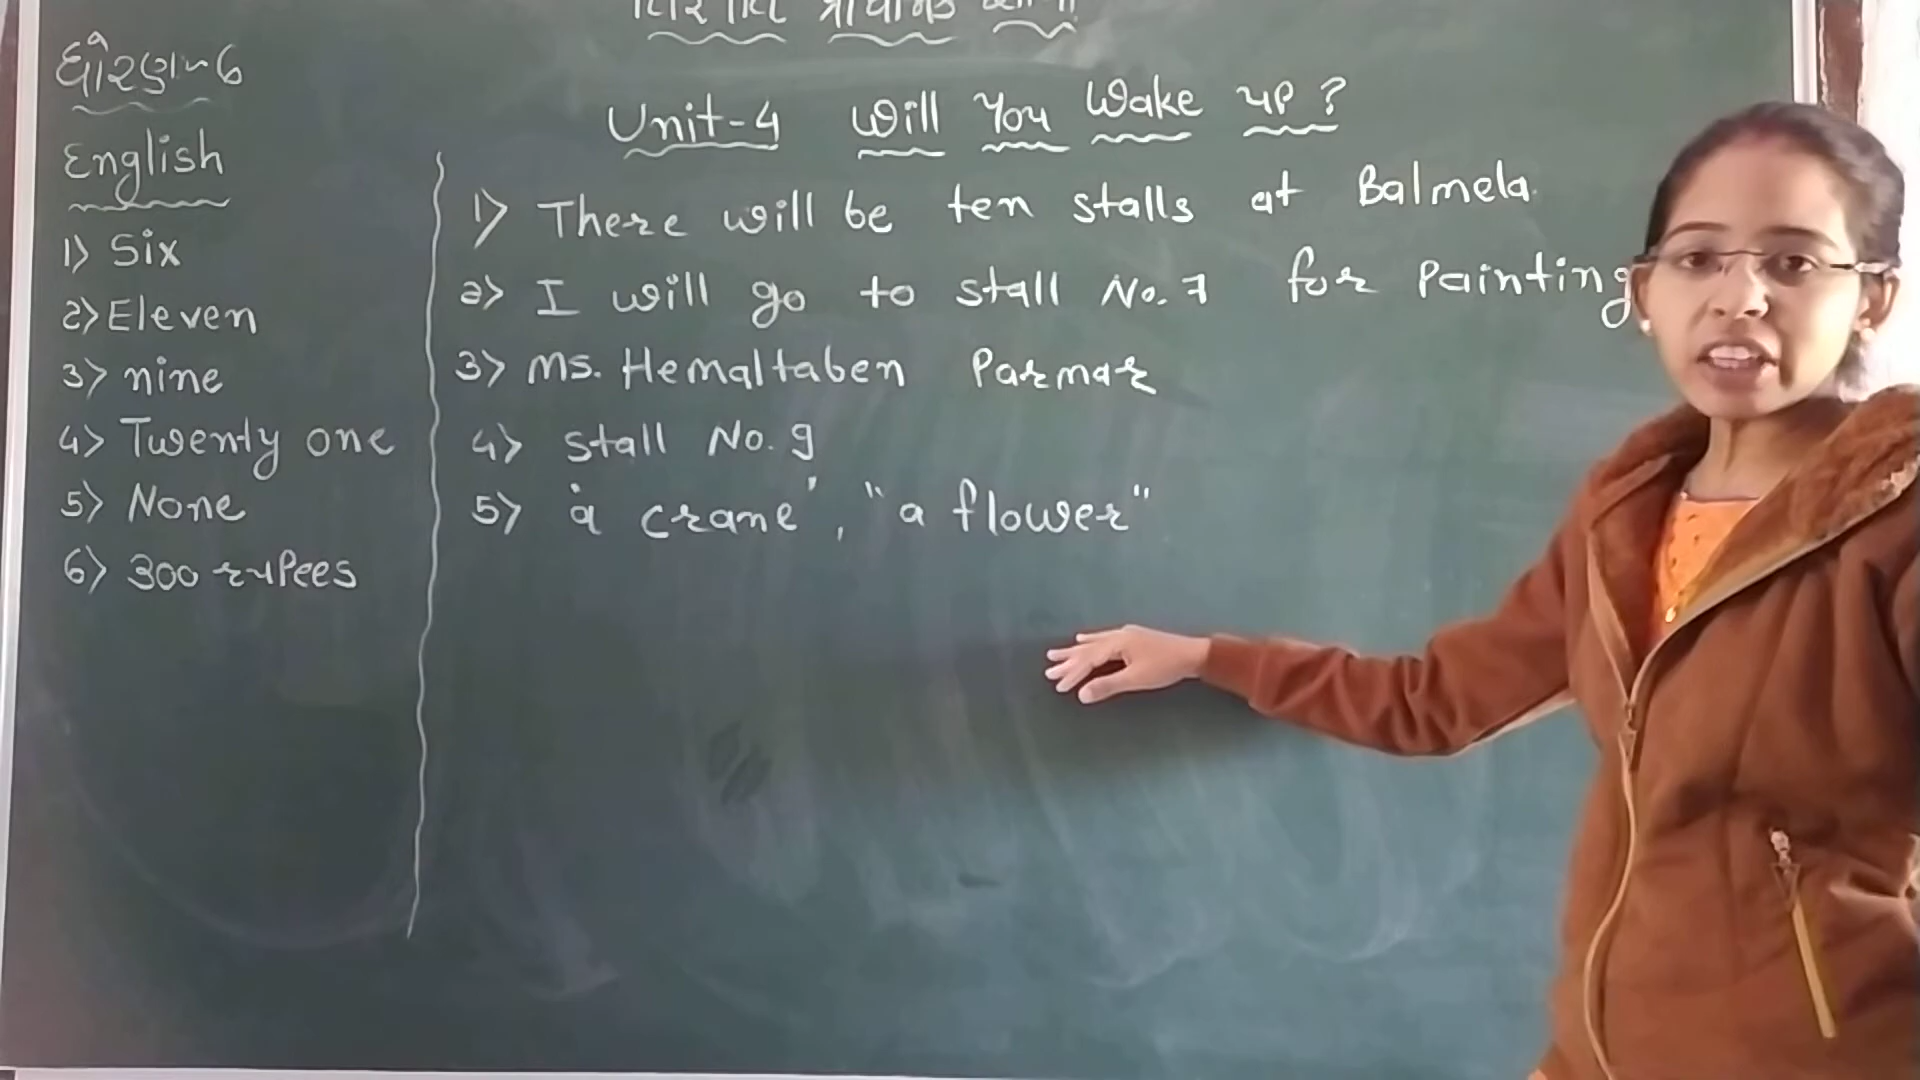 ધોરણ-6
English
1) Six
2) Eleven
3) nine
4) Twenty one
5) None
6) 300 rupees
Unit-4 Will You Wake up?
1) There will be ten stalls at Balmela.
2) I will go to stall No. 7 for Painting
3) Ms. Hemaltaben Parmar
4) Stall No. 9
5) "a crane", "a flower"